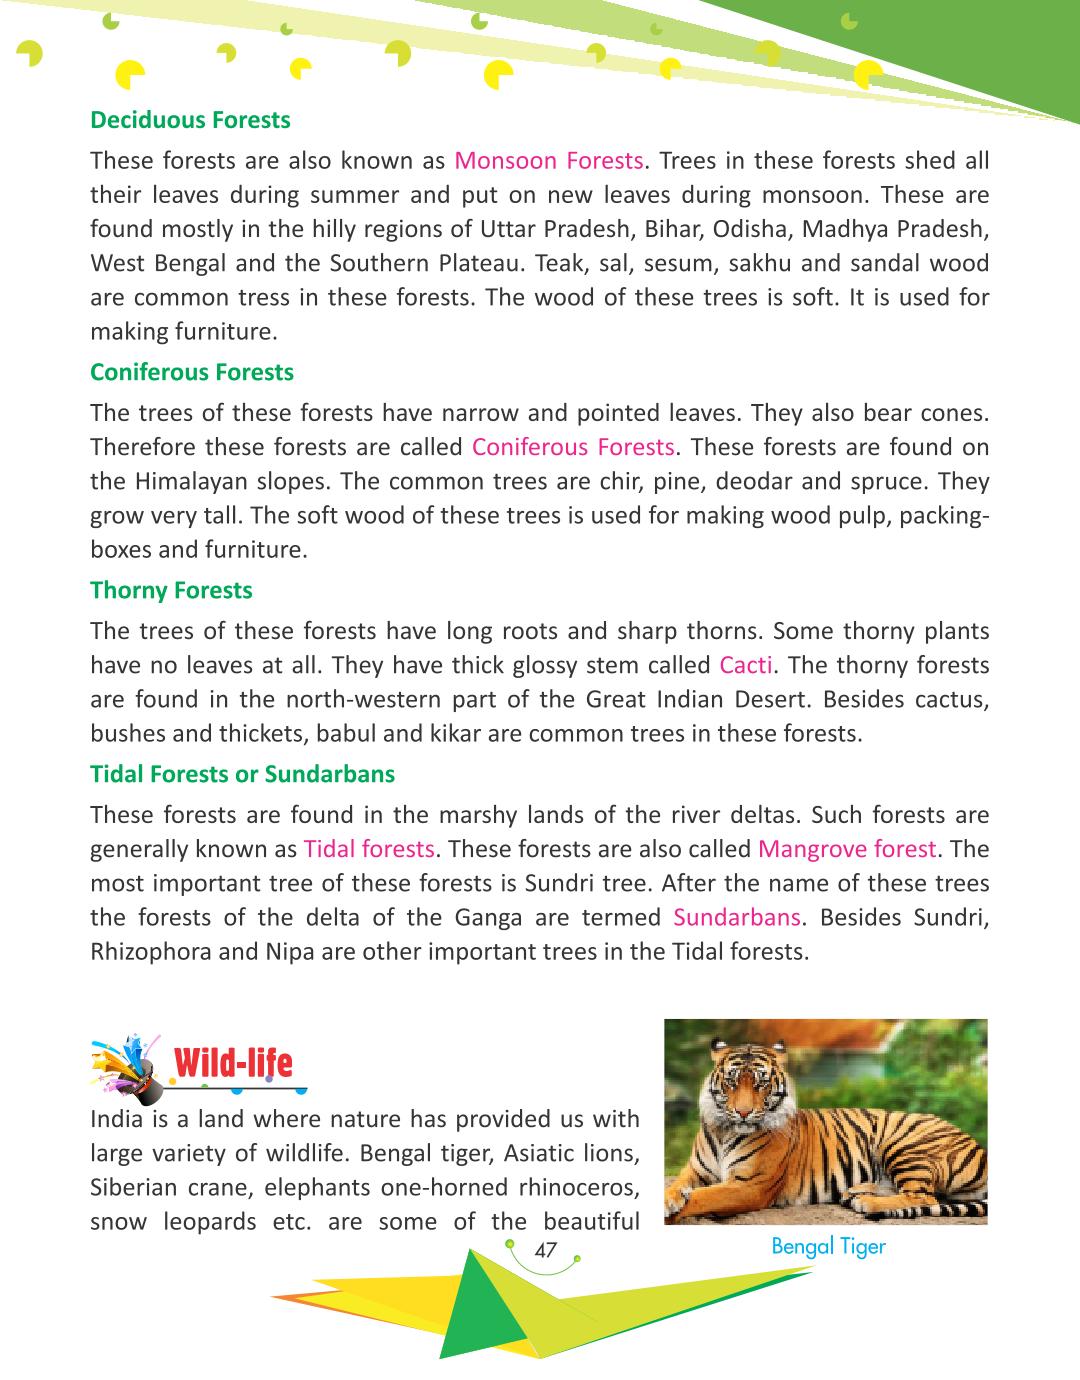 Deciduous Forests
These forests are also known as Monsoon Forests. Trees in these forests shed all
their leaves during summer and put on new leaves during monsoon. These are
found mostly in the hilly regions of Uttar Pradesh, Bihar, Odisha, Madhya Pradesh,
West Bengal and the Southern Plateau. Teak, sal, sesum, sakhu and sandal wood
are common tress in these forests. The wood of these trees is soft. It is used for
making furniture.
Coniferous Forests
The trees of these forests have narrow and pointed leaves. They also bear cones.
Therefore these forests are called Coniferous Forests. These forests are found on
the Himalayan slopes. The common trees are chir, pine, deodar and spruce. They
grow very tall. The soft wood of these trees is used for making wood pulp, packing-
boxes and furniture.
Thorny Forests
The trees of these forests have long roots and sharp thorns. Some thorny plants
have no leaves at all. They have thick glossy stem called Cacti. The thorny forests
are found in the north-western part of the Great Indian Desert. Besides cactus,
bushes and thickets, babul and kikar are common trees in these forests.
Tidal Forests or Sundarbans
These forests are found in the marshy lands of the river deltas. Such forests are
generally known as Tidal forests. These forests are also called Mangrove forest. The
most important tree of these forests is Sundri tree. After the name of these trees
the forests of the delta of the Ganga are termed Sundarbans. Besides Sundri,
Rhizophora and Nipa are other important trees in the Tidal forests.
Wild-life
India is a land where nature has provided us with
large variety of wildlife. Bengal tiger, Asiatic lions,
Siberian crane, elephants one-horned rhinoceros,
snow leopards etc. are some of the beautiful
Bengal Tiger
47